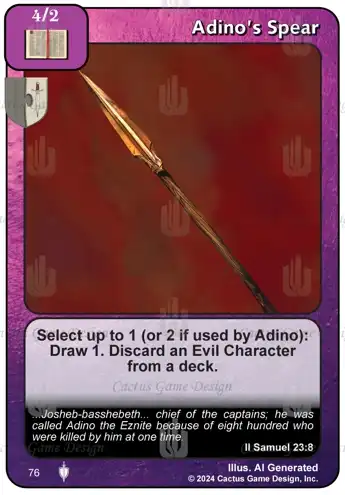 4/2
Adino's Spear
Select up to 1 (or 2 if used by Adino):
Draw 1. Discard an Evil Character
from a deck.
Cactus Game Design
...Josheb-basshebeth... chief of the captains; he was
called Adino the Eznite because of eight hundred who
were killed by him at one time.
Game Design
(II Samuel 23:8
Illus. AI Generated
76
© 2024 Cactus Game Design, Inc.